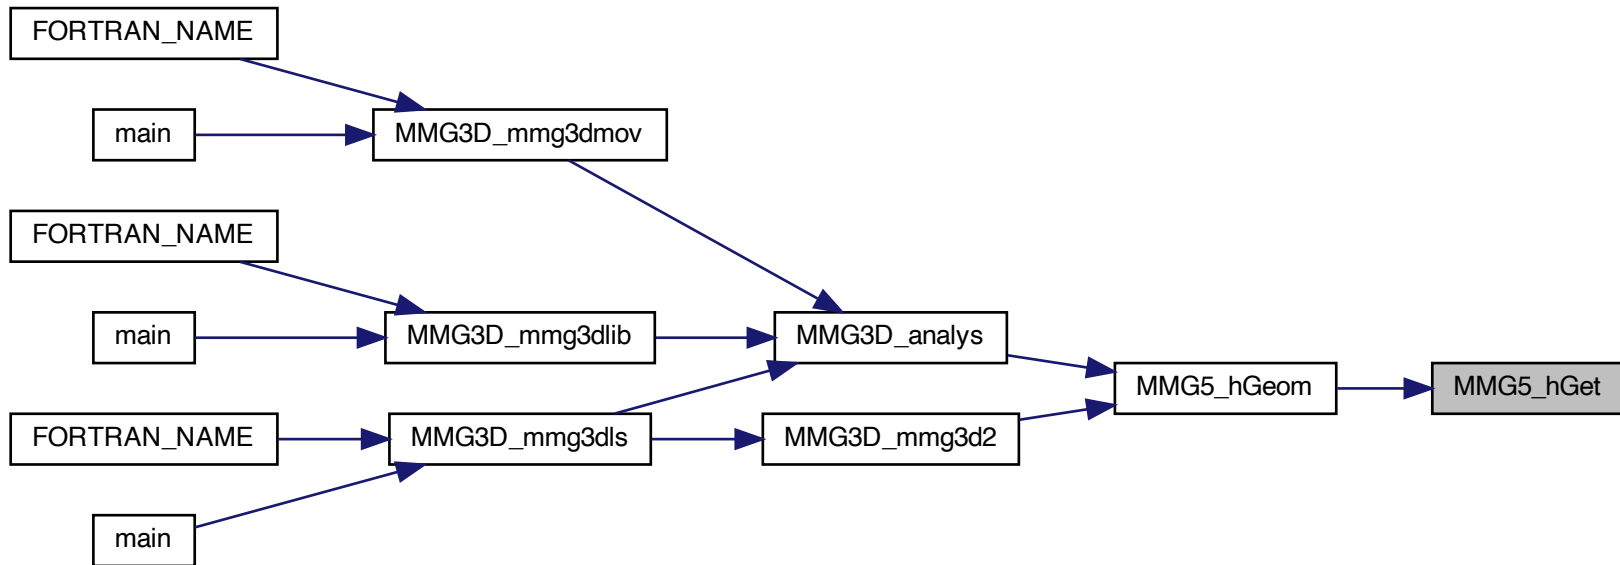 FORTRAN_NAME
main
MMG3D_mmg3dmov
FORTRAN_NAME
main
MMG3D_mmg3dlib
MMG3D_analys
MMG5_hGeom
MMG5_hGet
FORTRAN_NAME
MMG3D_mmg3dls
MMG3D_mmg3d2
main